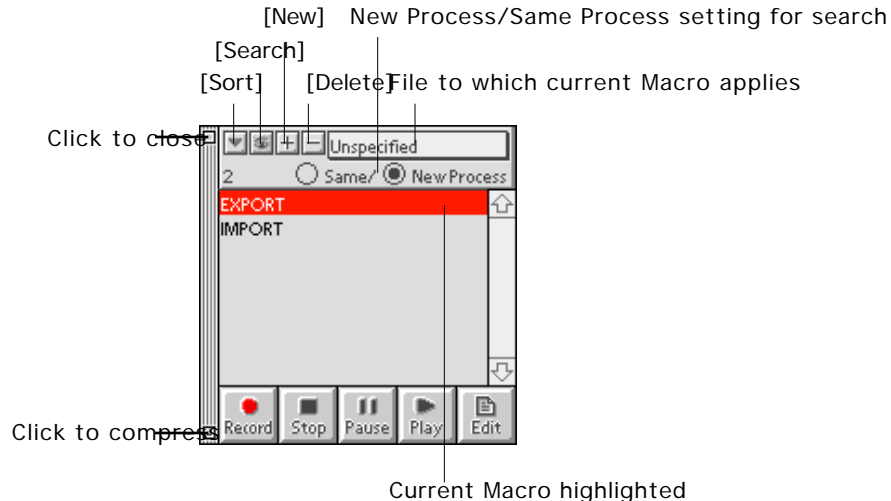 [New] New Process/Same Process setting for search
[Search]
[Sort] [Delete] File to which current Macro applies
Click to close
Unspecified
2 Same/ New Process
EXPORT
IMPORT
Record Stop Pause Play Edit
Click to compress
Current Macro highlighted